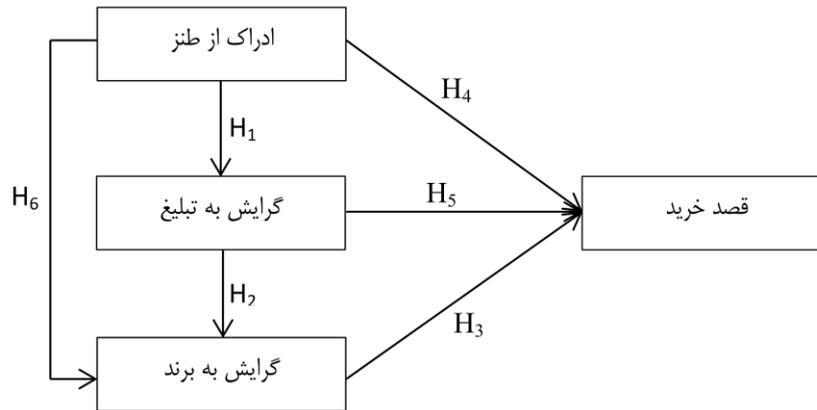 ادراک از طنز
H₄
H₁
H₆
گرایش به تبلیغ
H₅
قصد خرید
H₂
H₃
گرایش به برند